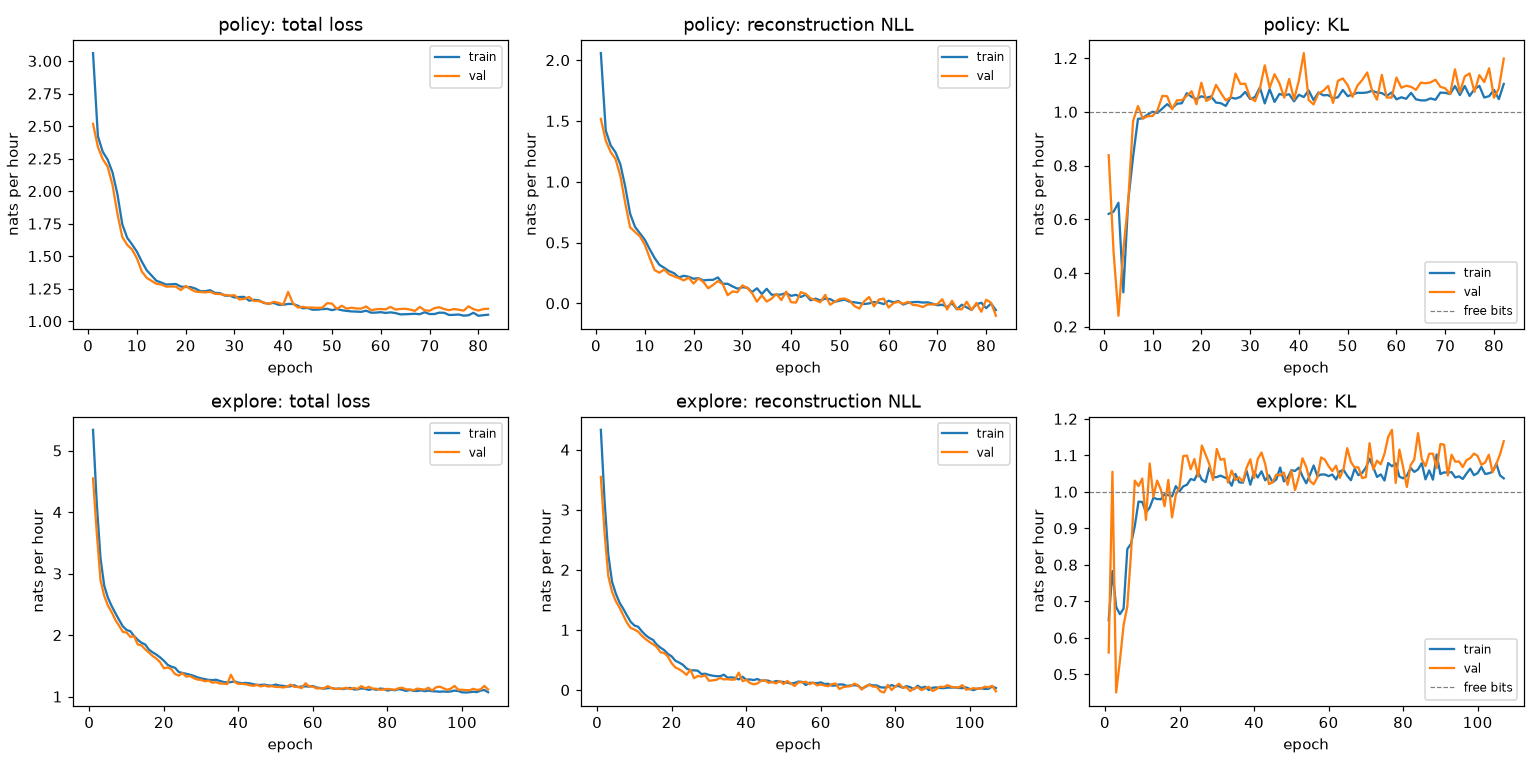 policy: total loss
nats per hour
3.00
2.75
2.50
2.25
2.00
1.75
1.50
1.25
1.00
0 10 20 30 40 50 60 70 80
epoch
train
val
policy: reconstruction NLL
nats per hour
2.0
1.5
1.0
0.5
0.0
0 10 20 30 40 50 60 70 80
epoch
train
val
policy: KL
nats per hour
1.2
1.0
0.8
0.6
0.4
0.2
0 10 20 30 40 50 60 70 80
epoch
train
val
free bits
explore: total loss
nats per hour
5
4
3
2
1
0 20 40 60 80 100
epoch
train
val
explore: reconstruction NLL
nats per hour
4
3
2
1
0
0 20 40 60 80 100
epoch
train
val
explore: KL
nats per hour
1.2
1.1
1.0
0.9
0.8
0.7
0.6
0.5
0 20 40 60 80 100
epoch
train
val
free bits